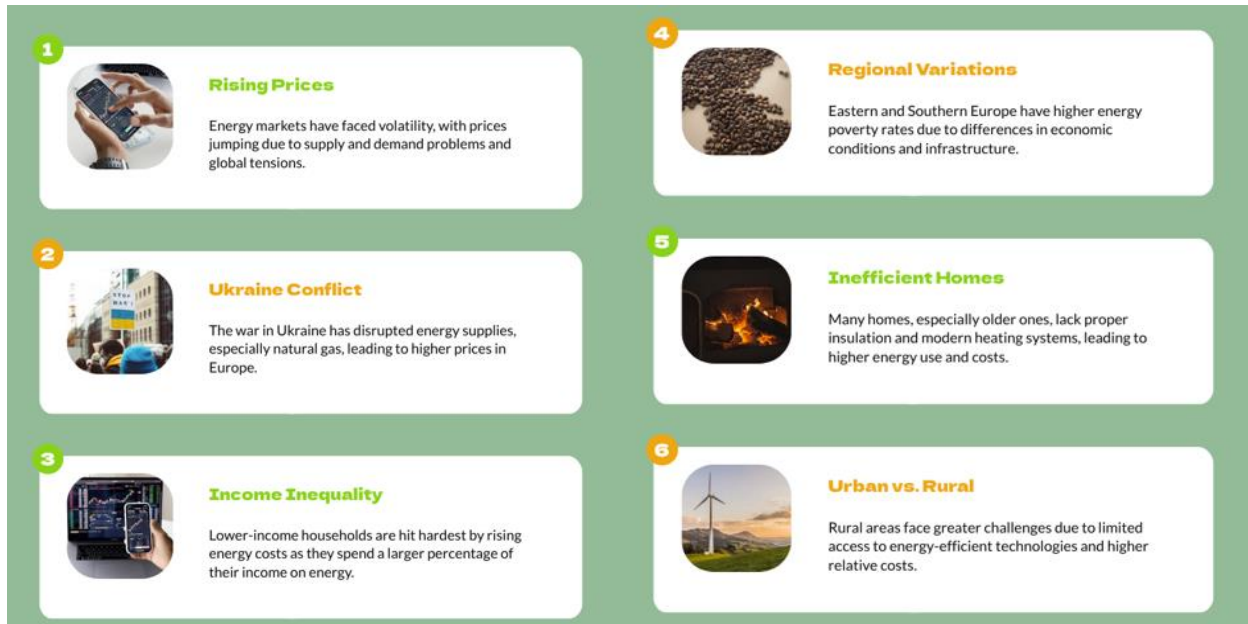 1
Rising Prices
Energy markets have faced volatility, with prices
jumping due to supply and demand problems and
global tensions.
2
STOP
WAR!
Ukraine Conflict
The war in Ukraine has disrupted energy supplies,
especially natural gas, leading to higher prices in
Europe.
3
Income Inequality
Lower-income households are hit hardest by rising
energy costs as they spend a larger percentage of
their income on energy.
4
Regional Variations
Eastern and Southern Europe have higher energy
poverty rates due to differences in economic
conditions and infrastructure.
5
Inefficient Homes
Many homes, especially older ones, lack proper
insulation and modern heating systems, leading to
higher energy use and costs.
6
Urban vs. Rural
Rural areas face greater challenges due to limited
access to energy-efficient technologies and higher
relative costs.